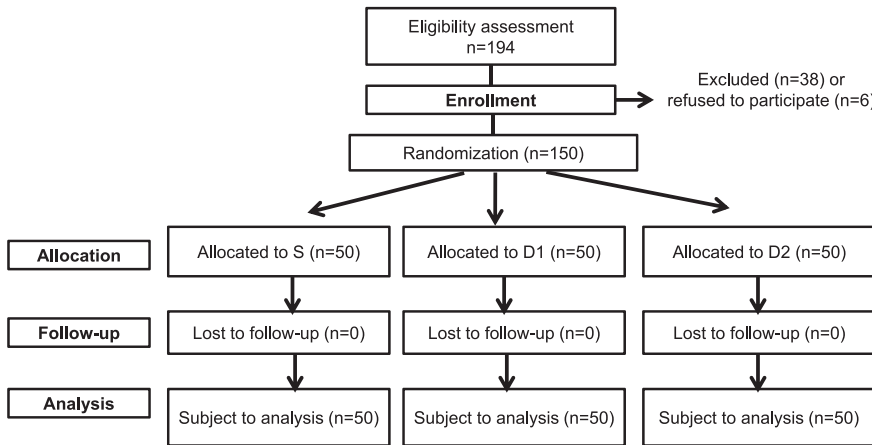 Eligibility assessment
n=194
Enrollment
Excluded (n=38) or
refused to participate (n=6)
Randomization (n=150)
Allocation
Allocated to S (n=50)
Allocated to D1 (n=50)
Allocated to D2 (n=50)
Follow-up
Lost to follow-up (n=0)
Lost to follow-up (n=0)
Lost to follow-up (n=0)
Analysis
Subject to analysis (n=50)
Subject to analysis (n=50)
Subject to analysis (n=50)